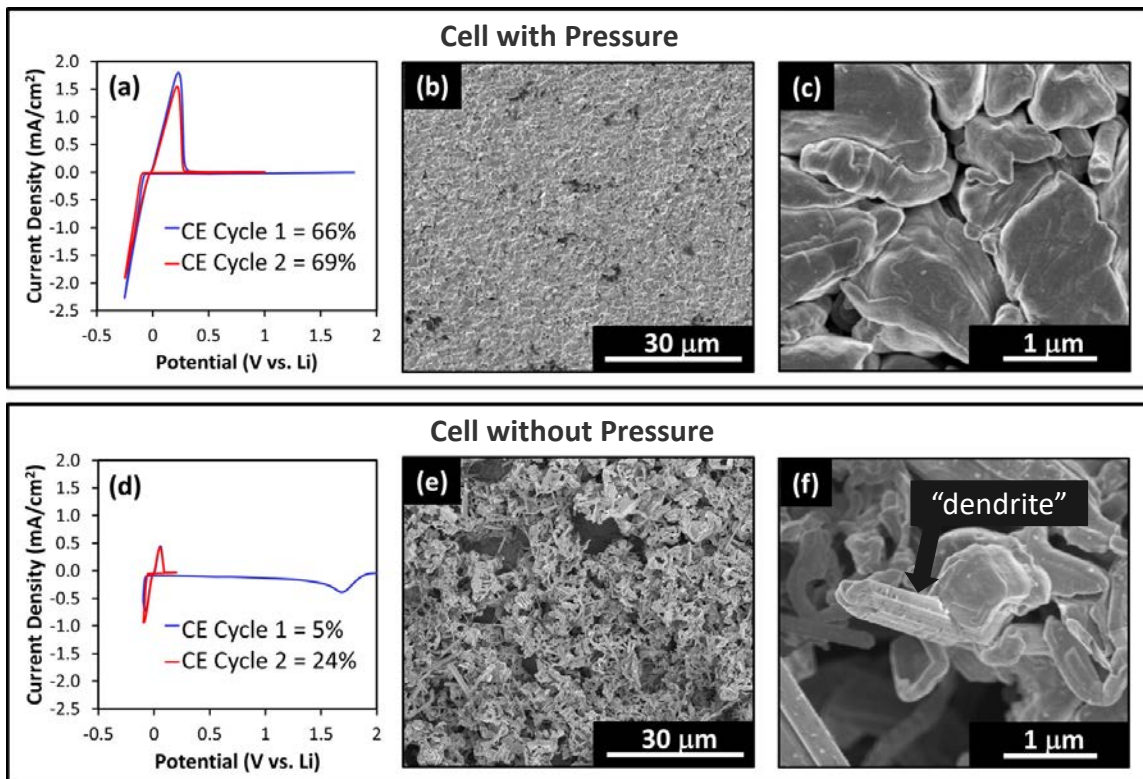 Cell with Pressure
(a)
Current Density (mA/cm²)
2.0
1.5
1.0
0.5
0.0
-0.5
-1.0
-1.5
-2.0
-2.5
CE Cycle 1 = 66%
CE Cycle 2 = 69%
-0.5 0 0.5 1 1.5 2
Potential (V vs. Li)
(b)
30 μm
(c)
1 μm
Cell without Pressure
(d)
Current Density (mA/cm²)
2.0
1.5
1.0
0.5
0.0
-0.5
-1.0
-1.5
-2.0
-2.5
CE Cycle 1 = 5%
CE Cycle 2 = 24%
-0.5 0 0.5 1 1.5 2
Potential (V vs. Li)
(e)
30 μm
(f)
“dendrite”
1 μm